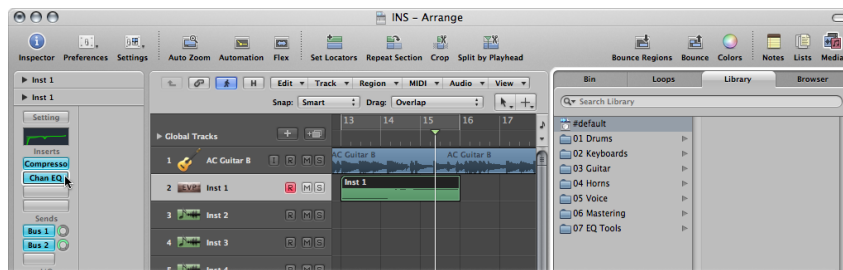 INS - Arrange
Inspector Preferences Settings Auto Zoom Automation Flex Set Locators Repeat Section Crop Split by Playhead Bounce Regions Bounce Colors Notes Lists Media
Inst 1
Inst 1
Setting
Inserts
Compresso
Chan EQ
Sends
Bus 1
Bus 2
H Edit Track Region MIDI Audio View
Snap: Smart Drag: Overlap
13 14 15 16 17
Global Tracks
1 AC Guitar B I R M S
AC Guitar B AC Guitar B
2 Inst 1 R M S
Inst 1
3 Inst 2 R M S
4 Inst 3 R M S
Bin Loops Library Browser
Search Library
#default
01 Drums
02 Keyboards
03 Guitar
04 Horns
05 Voice
06 Mastering
07 EQ Tools